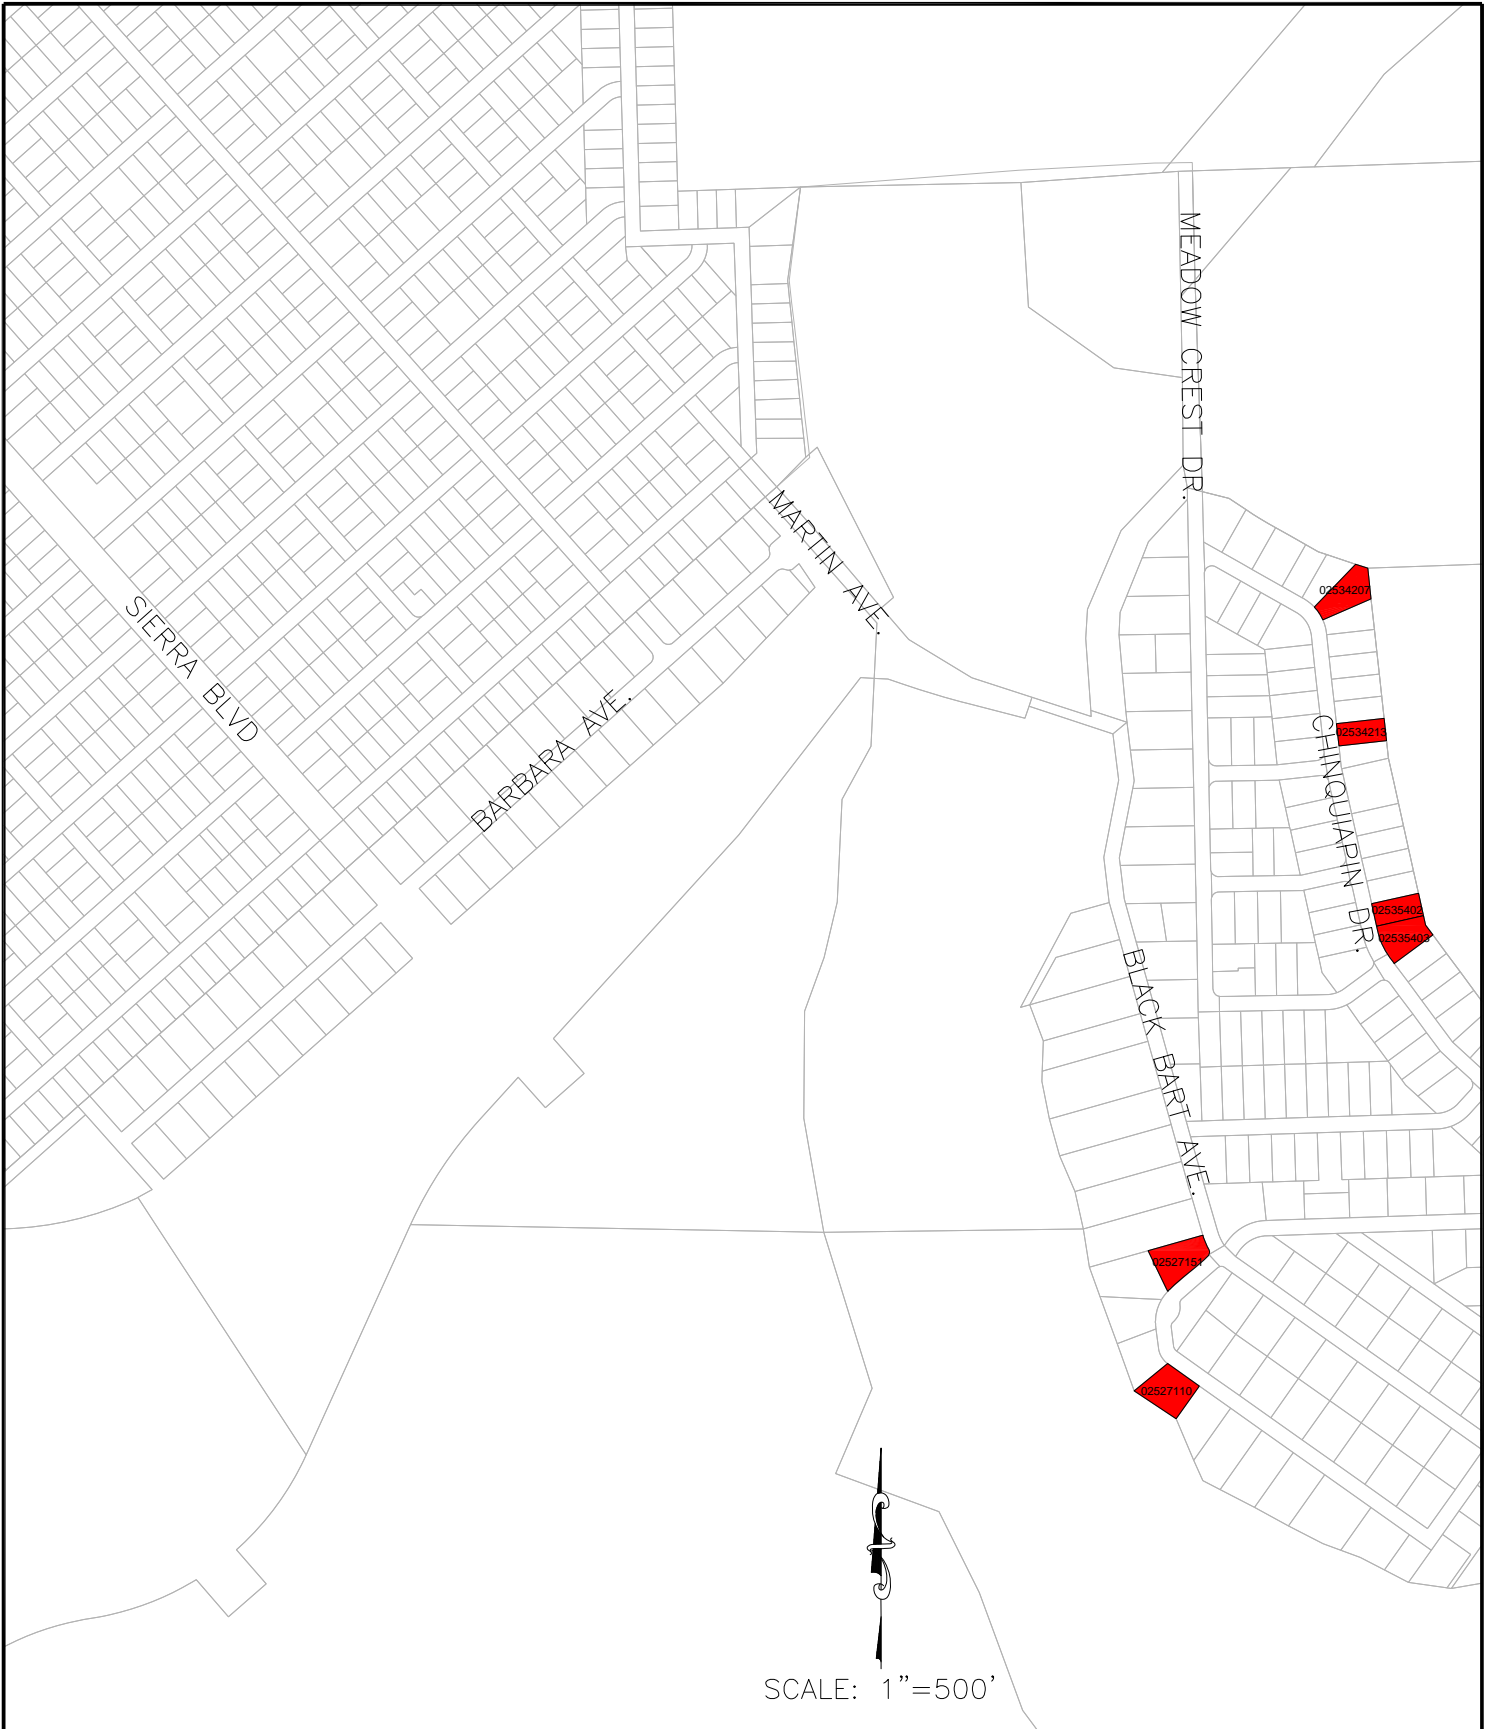 MEADOW CREST DR.
MARTIN AVE.
02534207
SIERRA BLVD
BARBARA AVE.
02534213
CHINQUIAPIN DR.
02535402
02535403
BLACK BART AVE.
02527151
02527110
SCALE: 1"=500'